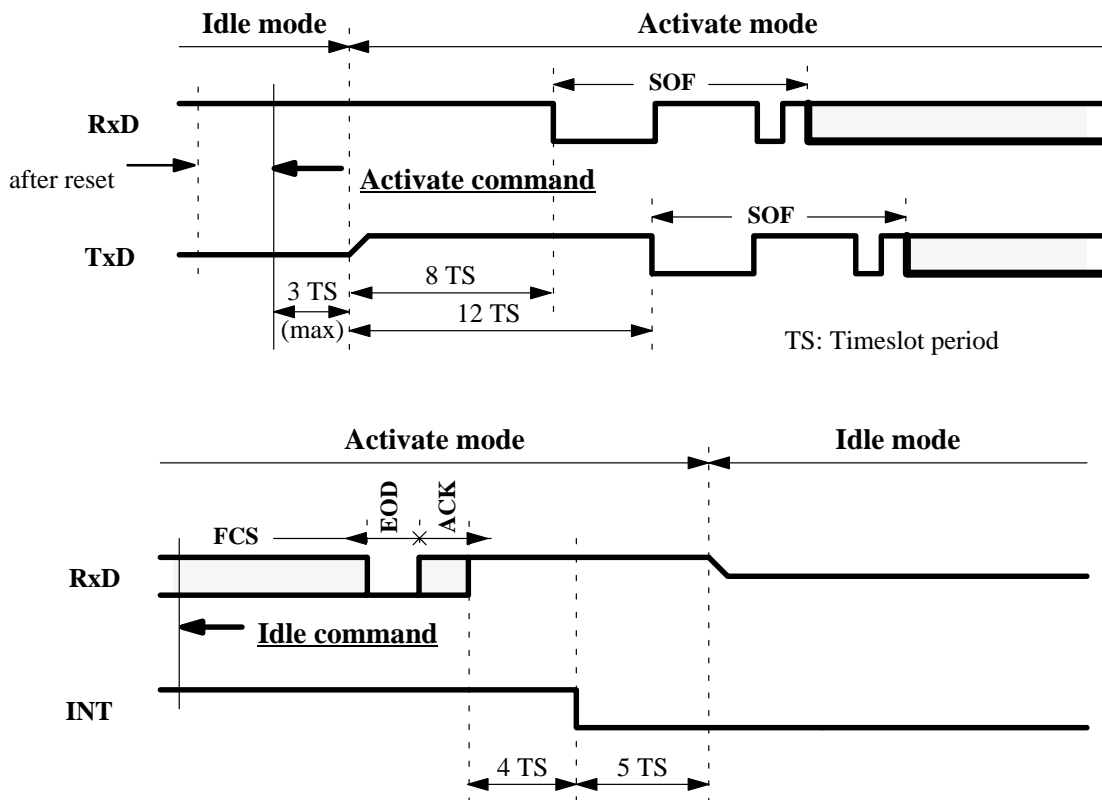 Idle mode
Activate mode
SOF
RxD
after reset
Activate command
SOF
TxD
3 TS
(max)
8 TS
12 TS
TS: Timeslot period
Activate mode
Idle mode
EOD
ACK
FCS
RxD
Idle command
INT
4 TS
5 TS